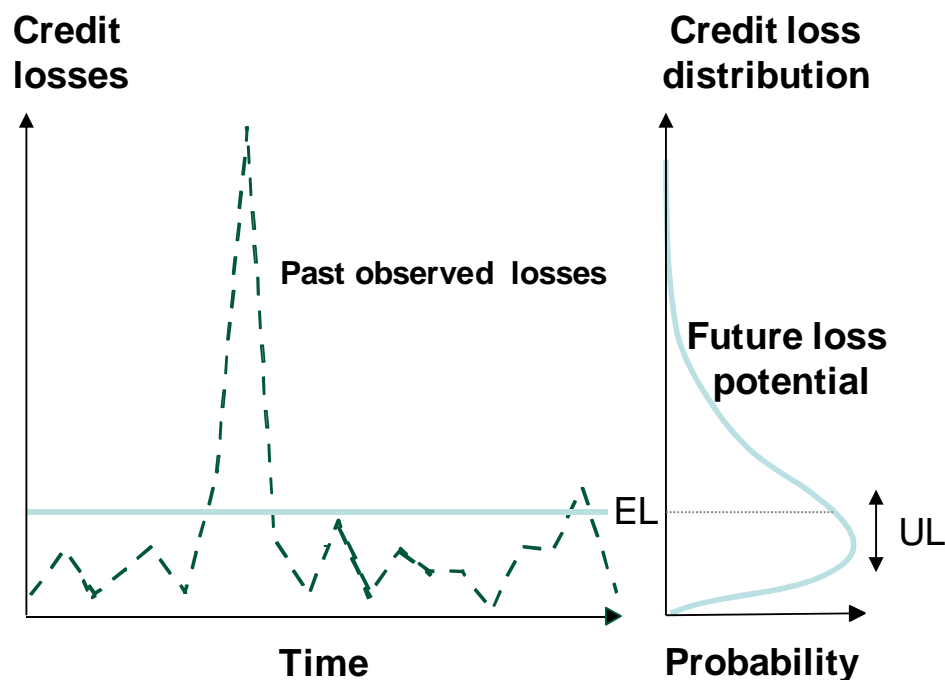 Credit
losses
Credit loss
distribution
Past observed losses
Future loss
potential
EL
UL
Time
Probability